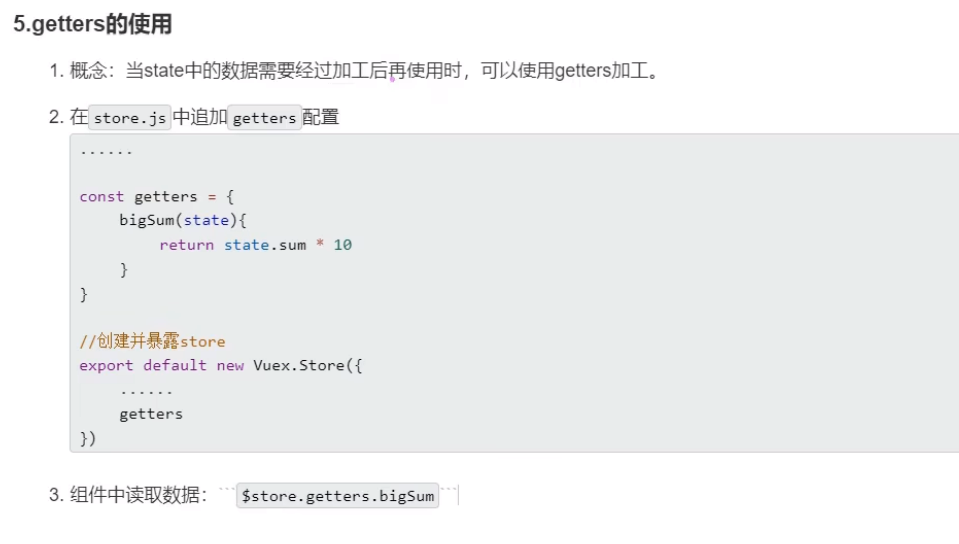 5.getters的使用
1. 概念：当state中的数据需要经过加工后再使用时，可以使用getters加工。
2. 在store.js中追加getters配置
......
const getters = {
bigSum(state){
return state.sum * 10
}
}
//创建并暴露store
export default new Vuex.Store({
......
getters
})
3. 组件中读取数据： $store.getters.bigSum